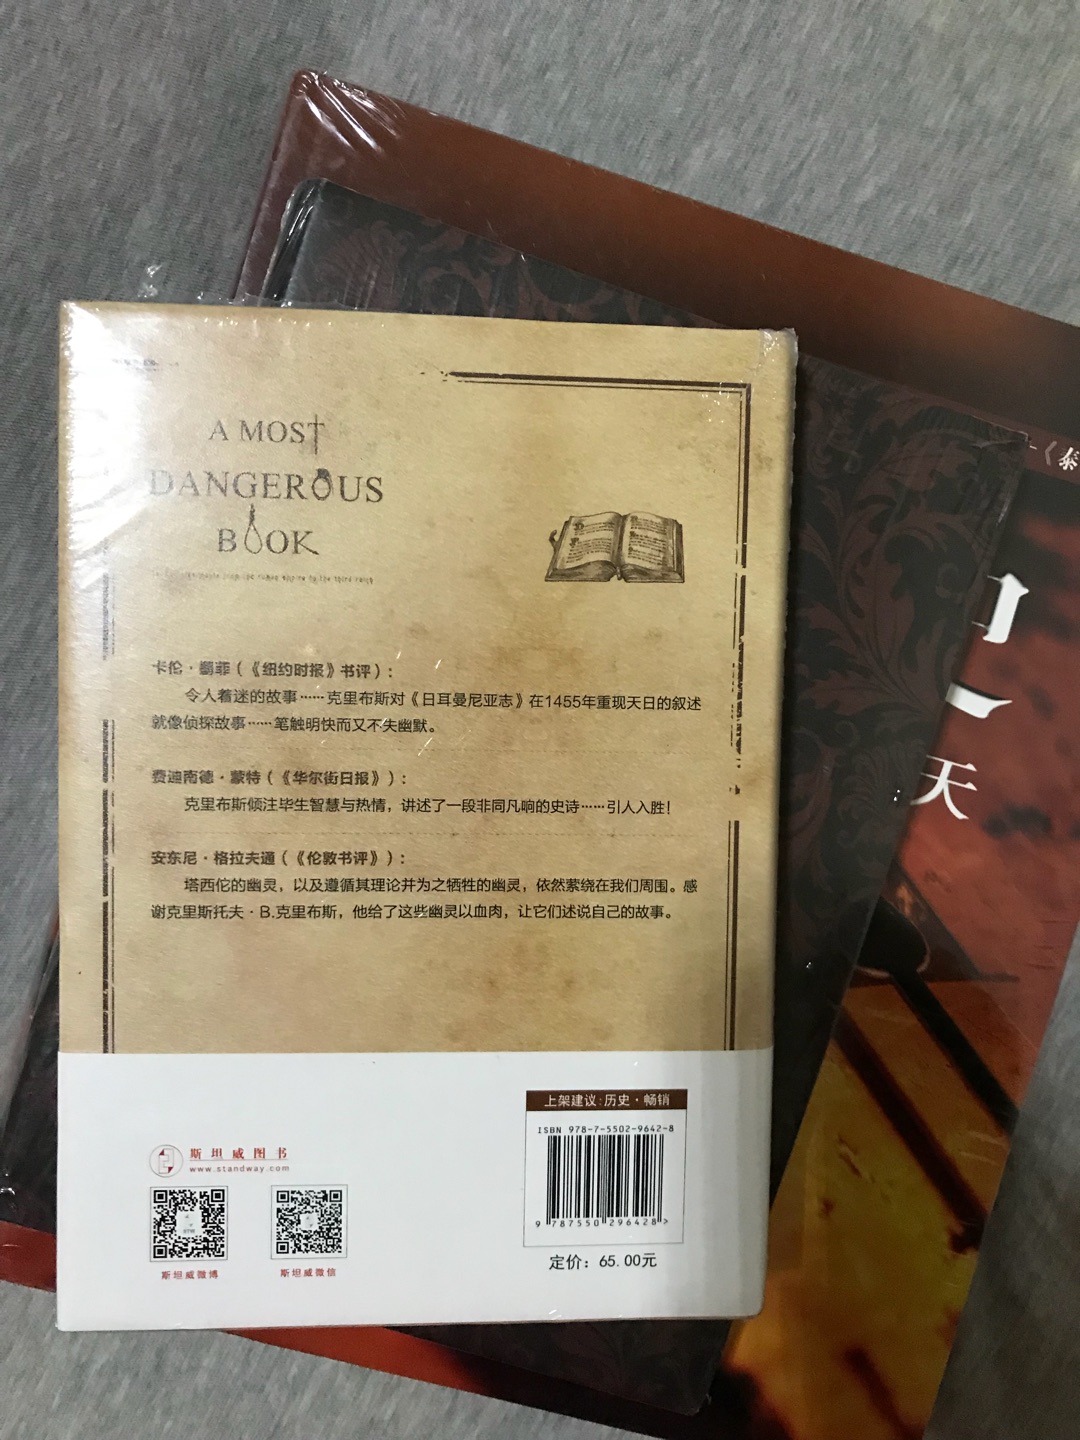 A MOST
DANGEROUS
BOOK
卡伦·墨菲(《纽约时报》书评):
令人着迷的故事……克里布斯对《日耳曼尼亚志》在1455年重现天日的叙述
就像侦探故事……笔触明快而又不失幽默。
费迪南德·蒙特(《华尔街日报》):
克里布斯倾注毕生智慧与热情,讲述了一段非同凡响的史诗……引人入胜!
安东尼·格拉夫通(《伦敦书评》):
塔西佗的幽灵,以及遵循其理论并为之牺牲的幽灵,依然萦绕在我们周围。感
谢克里斯托夫·B.克里布斯,他给了这些幽灵以血肉,让它们述说自己的故事。
上架建议:历史·畅销
ISBN 978-7-5502-9642-8
9 787550 296428 >
定价:65.00元
斯坦威图书
www.standway.com
斯坦威微博
斯坦威微信
《泰
天